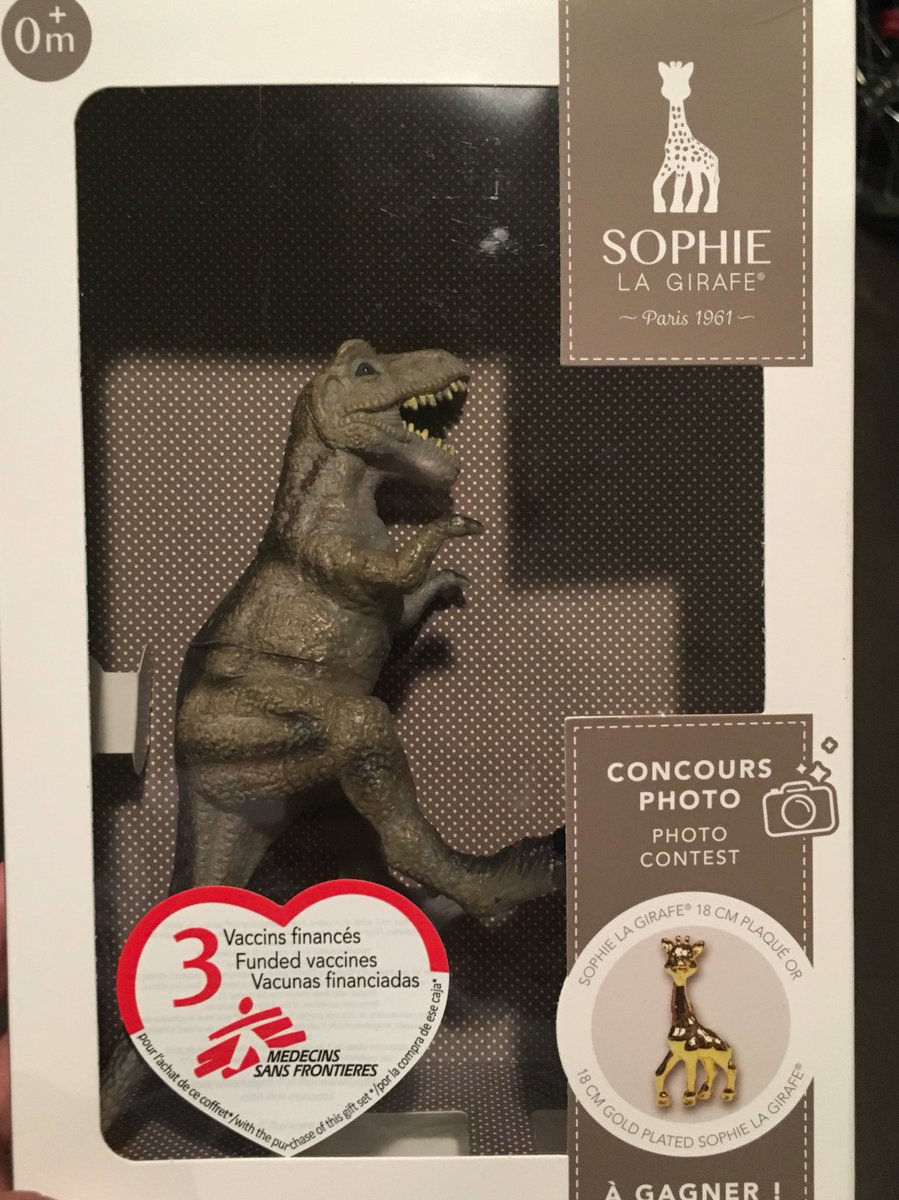 0+m
SOPHIE
LA GIRAFE®
~ Paris 1961 ~
CONCOURS
PHOTO
PHOTO
CONTEST
SOPHIE LA GIRAFE® 18 CM PLAQUÉ OR
18 CM GOLD PLATED SOPHIE LA GIRAFE®
À GAGNER !
3 Vaccins financés
Funded vaccines
Vacunas financiadas
MEDECINS
SANS FRONTIERES
pour l'achat de ce coffret*/with the purchase of this gift set*/por la compra de ese caja*